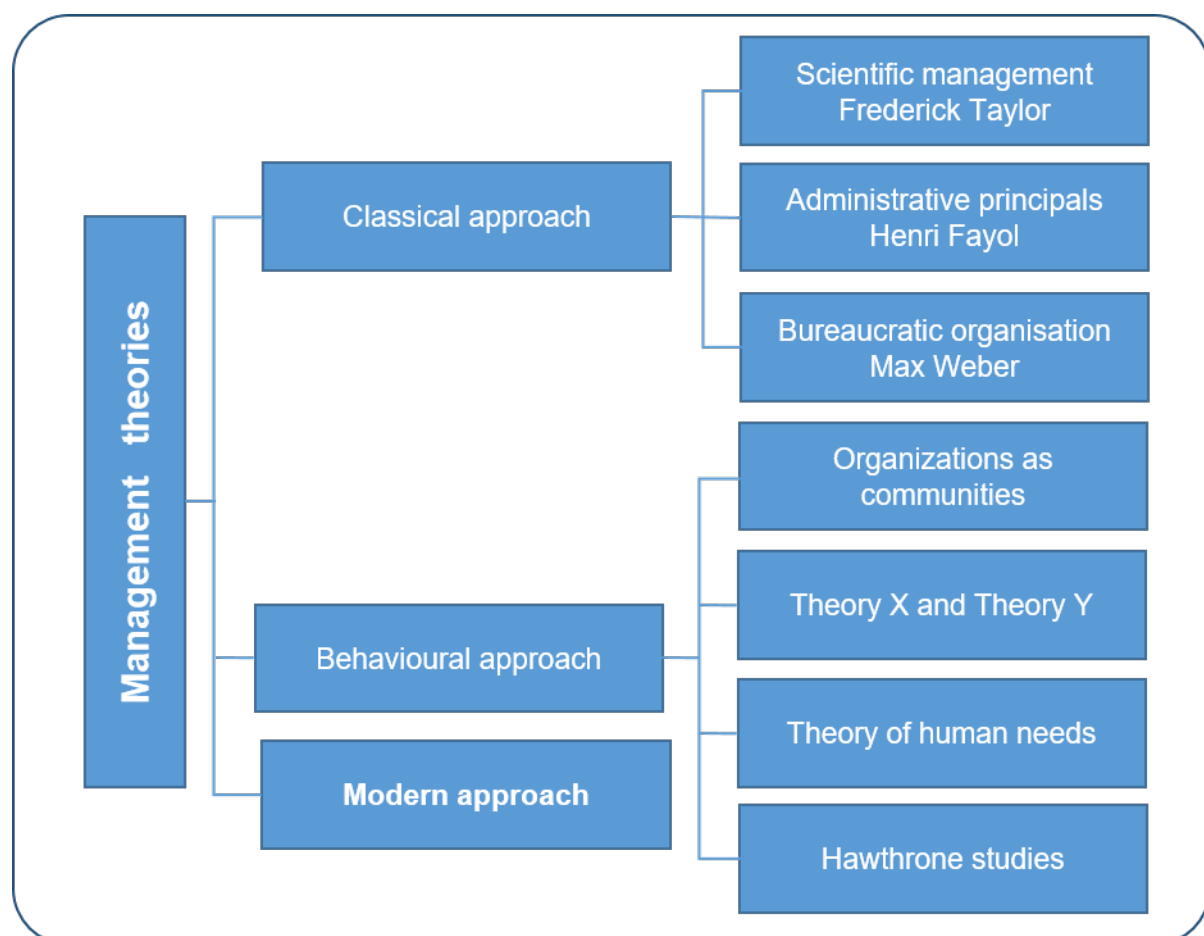 Management theories
Classical approach
Scientific management
Frederick Taylor
Administrative principals
Henri Fayol
Bureaucratic organisation
Max Weber
Behavioural approach
Organizations as
communities
Theory X and Theory Y
Theory of human needs
Hawthrone studies
Modern approach